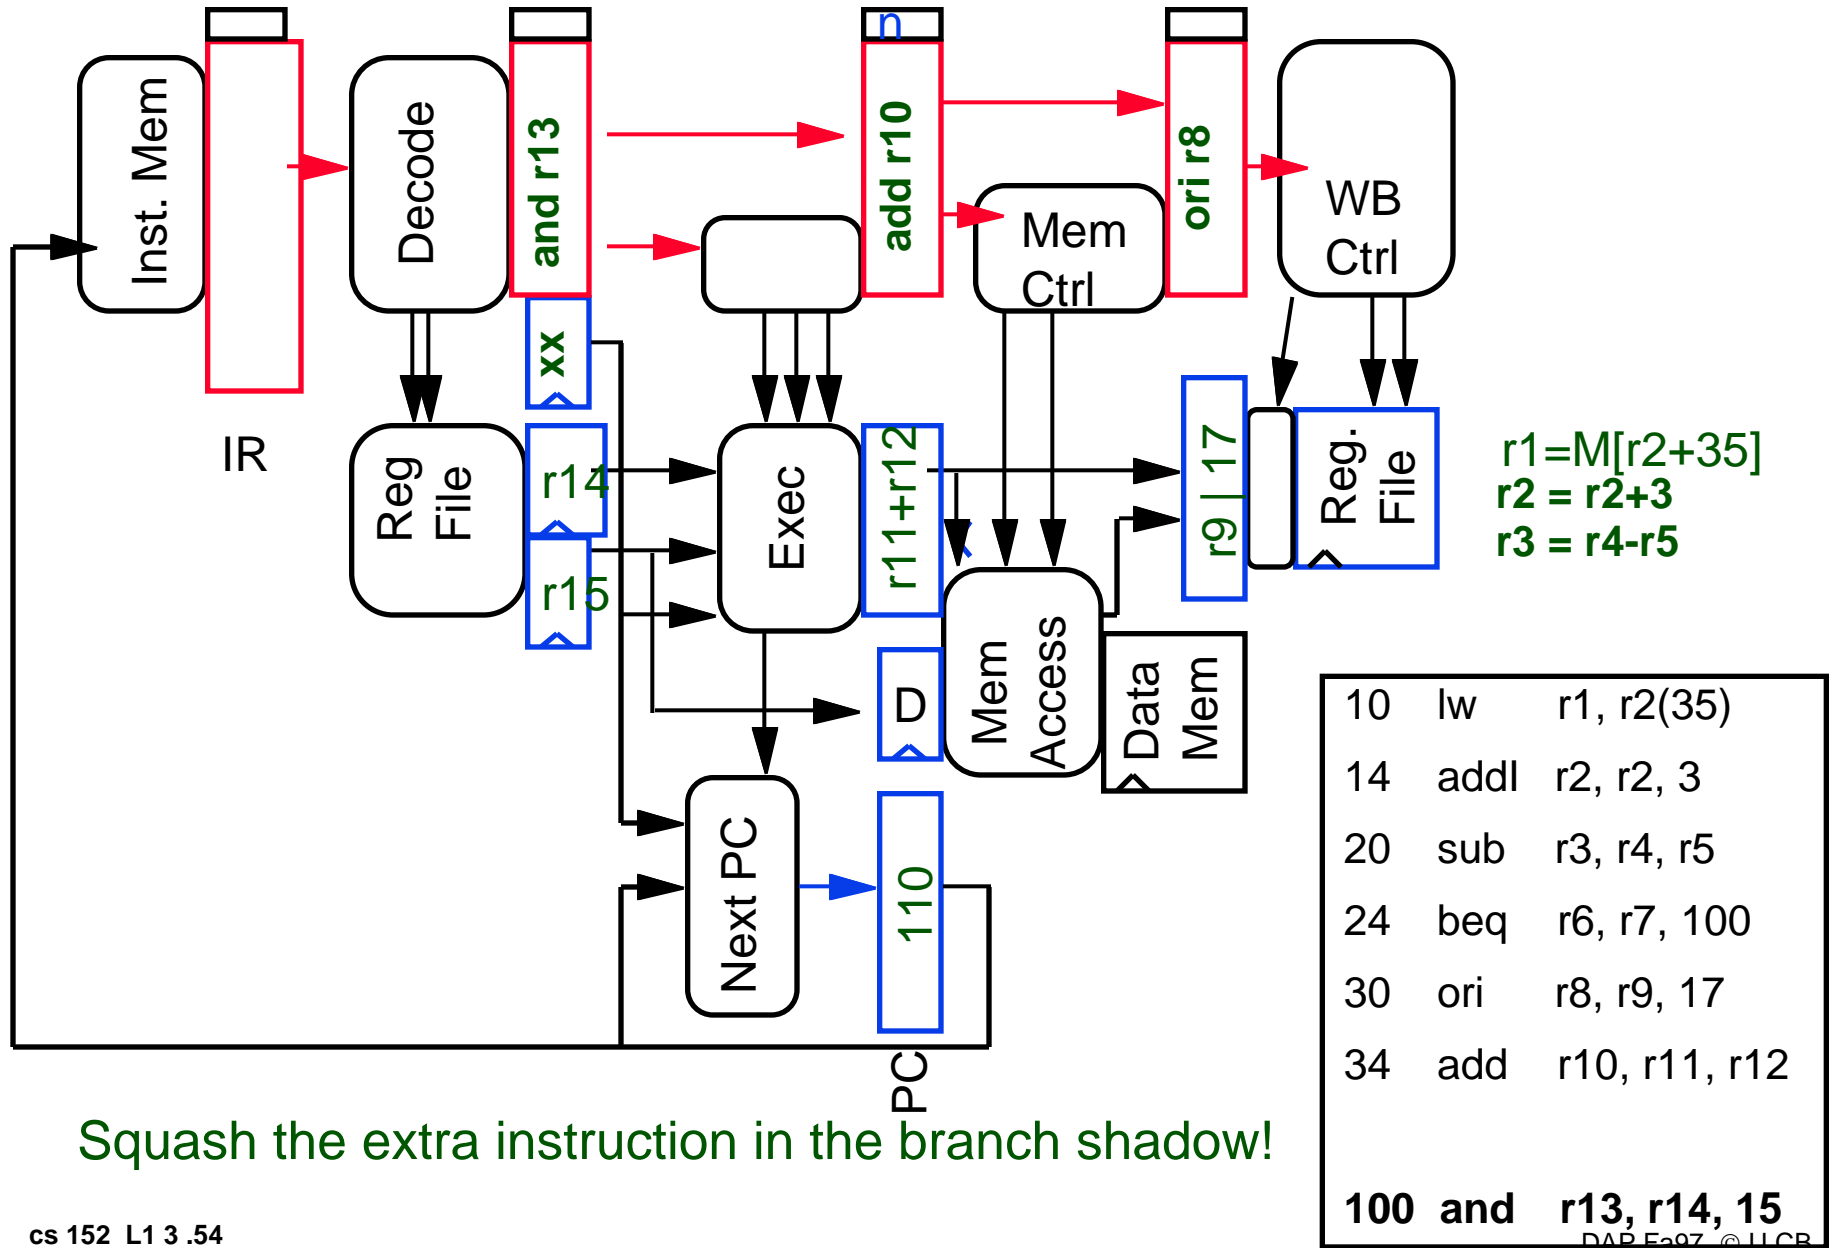 n
Inst. Mem
Decode
and r13
add r10
ori r8
Mem
Ctrl
WB
Ctrl
IR
xx
Reg
File
r14
r15
Exec
r11+r12
r9 | 17
Reg.
File
r1=M[r2+35]
r2 = r2+3
r3 = r4-r5
D
Mem
Access
Data
Mem
Next PC
110
PC
10 lw r1, r2(35)
14 addI r2, r2, 3
20 sub r3, r4, r5
24 beq r6, r7, 100
30 ori r8, r9, 17
34 add r10, r11, r12
100 and r13, r14, 15
Squash the extra instruction in the branch shadow!
cs 152 L1 3 .54
DAP Fa97, © U.CB